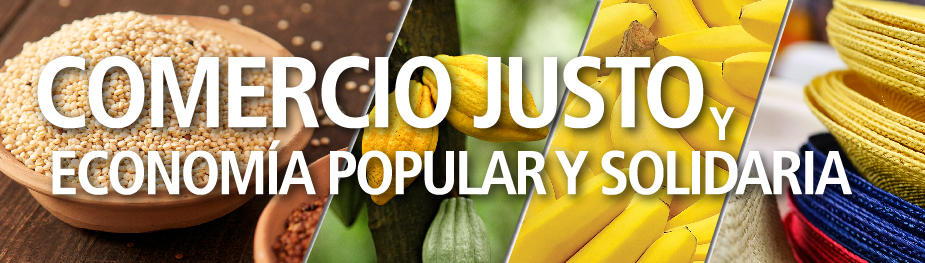 COMERCIO JUSTO Y
ECONOMÍA POPULAR Y SOLIDARIA